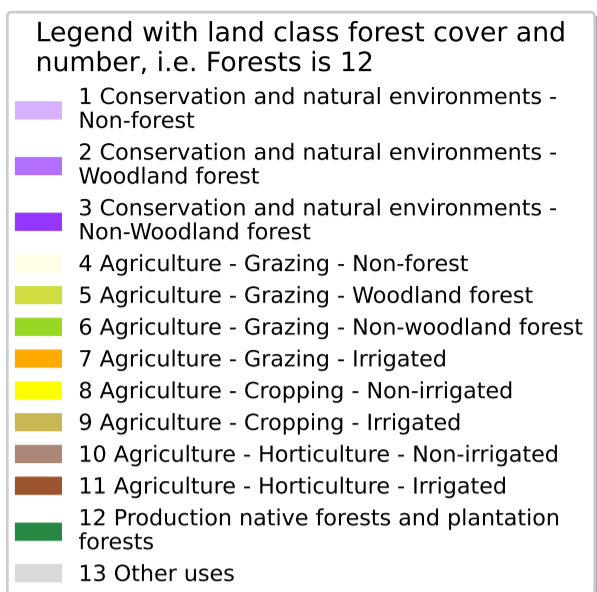 Legend with land class forest cover and
number, i.e. Forests is 12
1 Conservation and natural environments -
Non-forest
2 Conservation and natural environments -
Woodland forest
3 Conservation and natural environments -
Non-Woodland forest
4 Agriculture - Grazing - Non-forest
5 Agriculture - Grazing - Woodland forest
6 Agriculture - Grazing - Non-woodland forest
7 Agriculture - Grazing - Irrigated
8 Agriculture - Cropping - Non-irrigated
9 Agriculture - Cropping - Irrigated
10 Agriculture - Horticulture - Non-irrigated
11 Agriculture - Horticulture - Irrigated
12 Production native forests and plantation
forests
13 Other uses